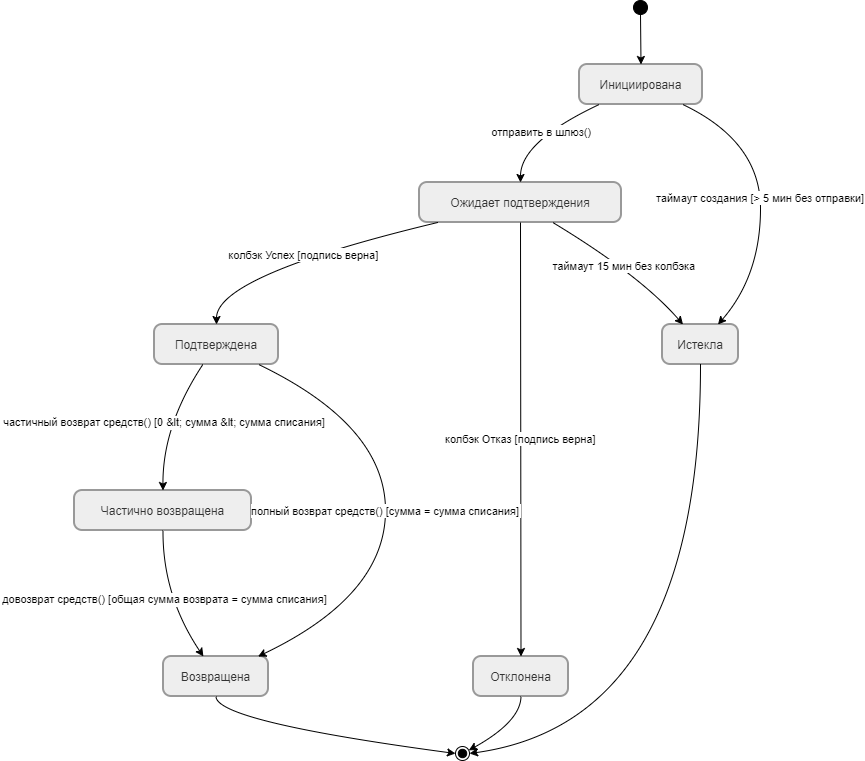 Инициирована
отправить в шлюз()
таймаут создания [> 5 мин без отправки]
Ожидает подтверждения
колбэк Успех [подпись верна]
таймаут 15 мин без колбэка
Подтверждена
Истекла
частичный возврат средств() [0 &lt; сумма &lt; сумма списания]
колбэк Отказ [подпись верна]
Частично возвращена
полный возврат средств() [сумма = сумма списания]
довозврат средств() [общая сумма возврата = сумма списания]
Возвращена
Отклонена